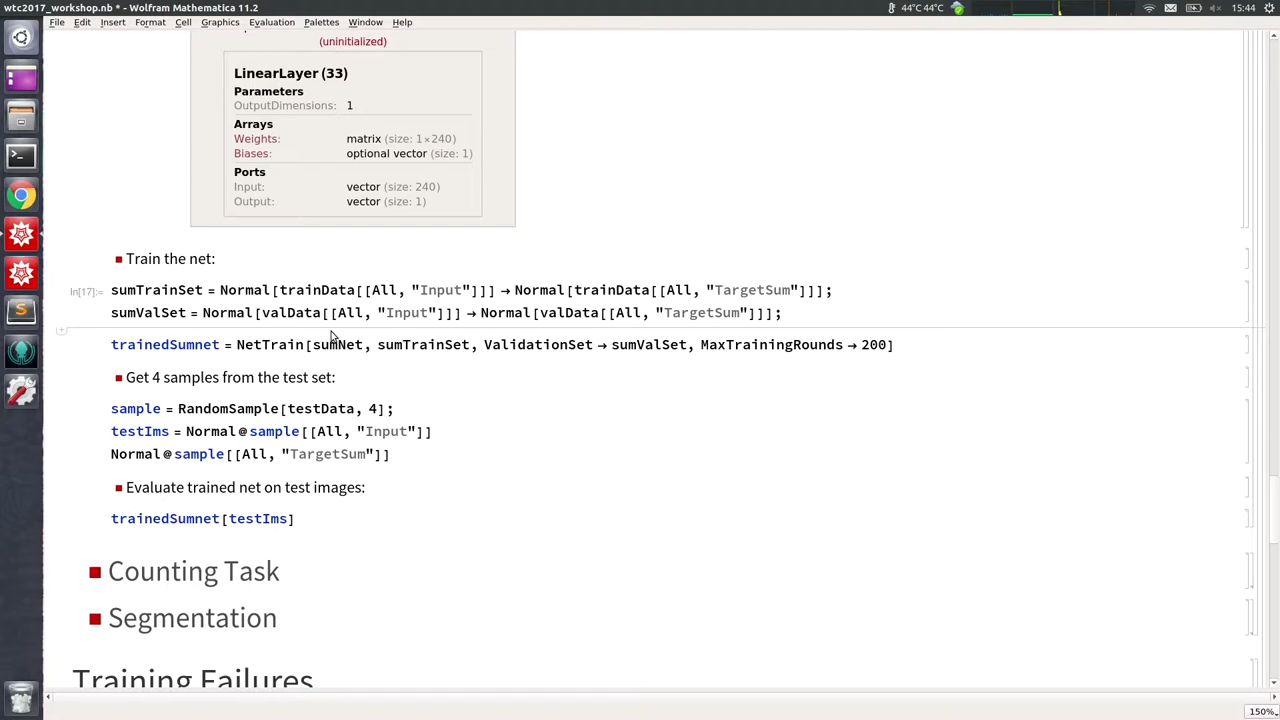 wtc2017_workshop.nb * - Wolfram Mathematica 11.2
44°C 44°C
15:44
File Edit Insert Format Cell Graphics Evaluation Palettes Window Help
(uninitialized)
LinearLayer (33)
Parameters
OutputDimensions: 1
Arrays
Weights: matrix (size: 1×240)
Biases: optional vector (size: 1)
Ports
Input: vector (size: 240)
Output: vector (size: 1)
Train the net:
In[17]:= sumTrainSet = Normal[trainData[[All, "Input"]]] → Normal[trainData[[All, "TargetSum"]]];
sumValSet = Normal[valData[[All, "Input"]]] → Normal[valData[[All, "TargetSum"]]];
trainedSumnet = NetTrain[sumNet, sumTrainSet, ValidationSet → sumValSet, MaxTrainingRounds → 200]
Get 4 samples from the test set:
sample = RandomSample[testData, 4];
testIms = Normal@sample[[All, "Input"]]
Normal@sample[[All, "TargetSum"]]
Evaluate trained net on test images:
trainedSumnet[testIms]
Counting Task
Segmentation
Training Failures
150%